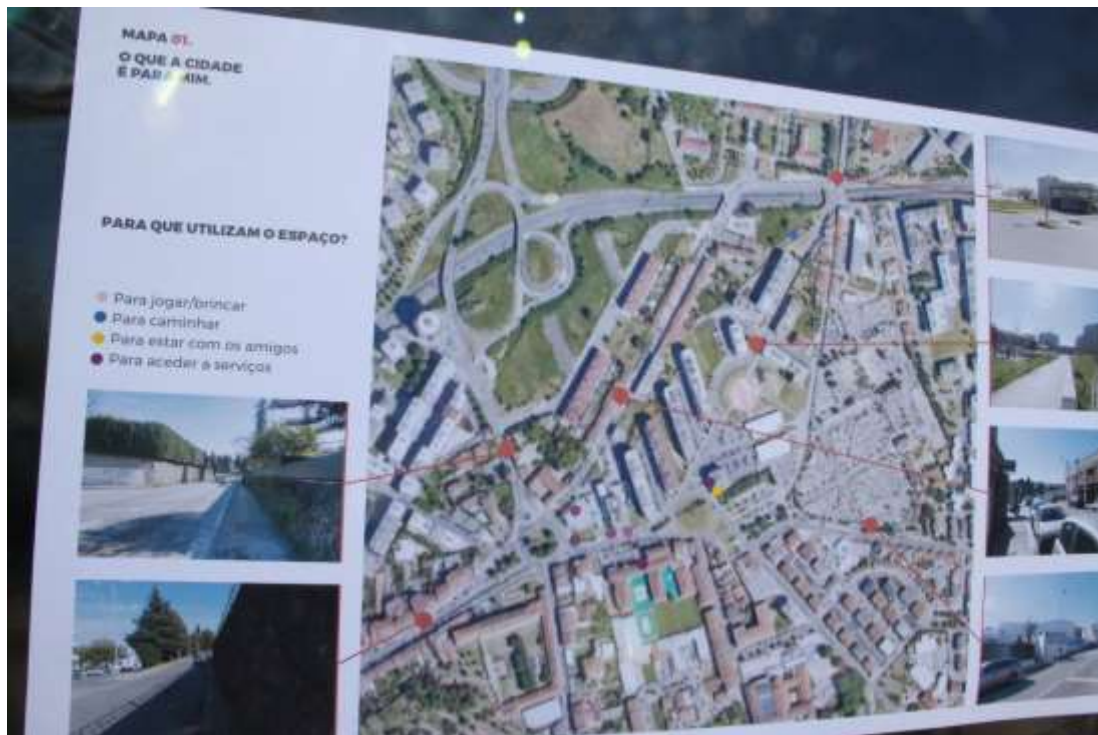 MAPA 01.
O QUE A CIDADE
É PARA MIM.
PARA QUE UTILIZAM O ESPAÇO?
Para jogar/brincar
Para caminhar
Para estar com os amigos
Para aceder a serviços